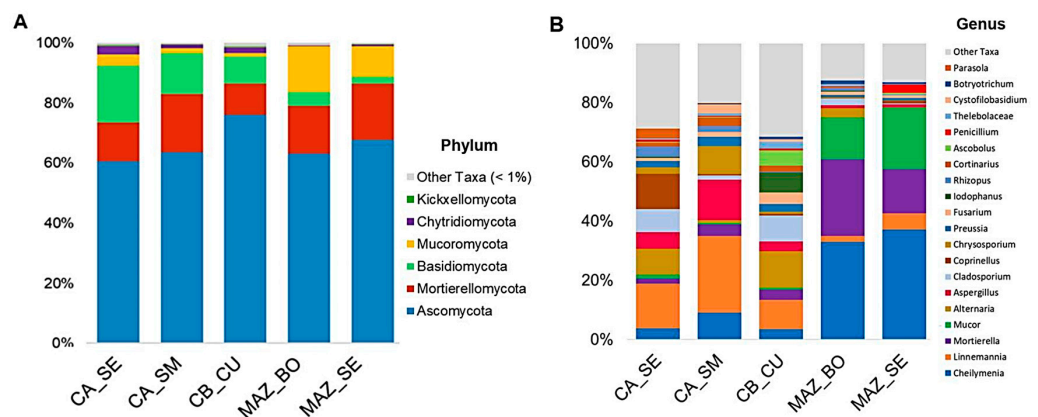 A
100%
80%
60%
40%
20%
0%
CA_SE
CA_SM
CB_CU
MAZ_BO
MAZ_SE
Phylum
Other Taxa (< 1%)
Kickxellomycota
Chytridiomycota
Mucoromycota
Basidiomycota
Mortierellomycota
Ascomycota
B
100%
80%
60%
40%
20%
0%
CA_SE
CA_SM
CB_CU
MAZ_BO
MAZ_SE
Genus
Other Taxa
Parasola
Botryotrichum
Cystofilobasidium
Thelebolaceae
Penicillium
Ascobolus
Cortinarius
Rhizopus
Iodophanus
Fusarium
Preussia
Chrysosporium
Coprinellus
Cladosporium
Aspergillus
Alternaria
Mucor
Mortierella
Linnemannia
Cheilymenia